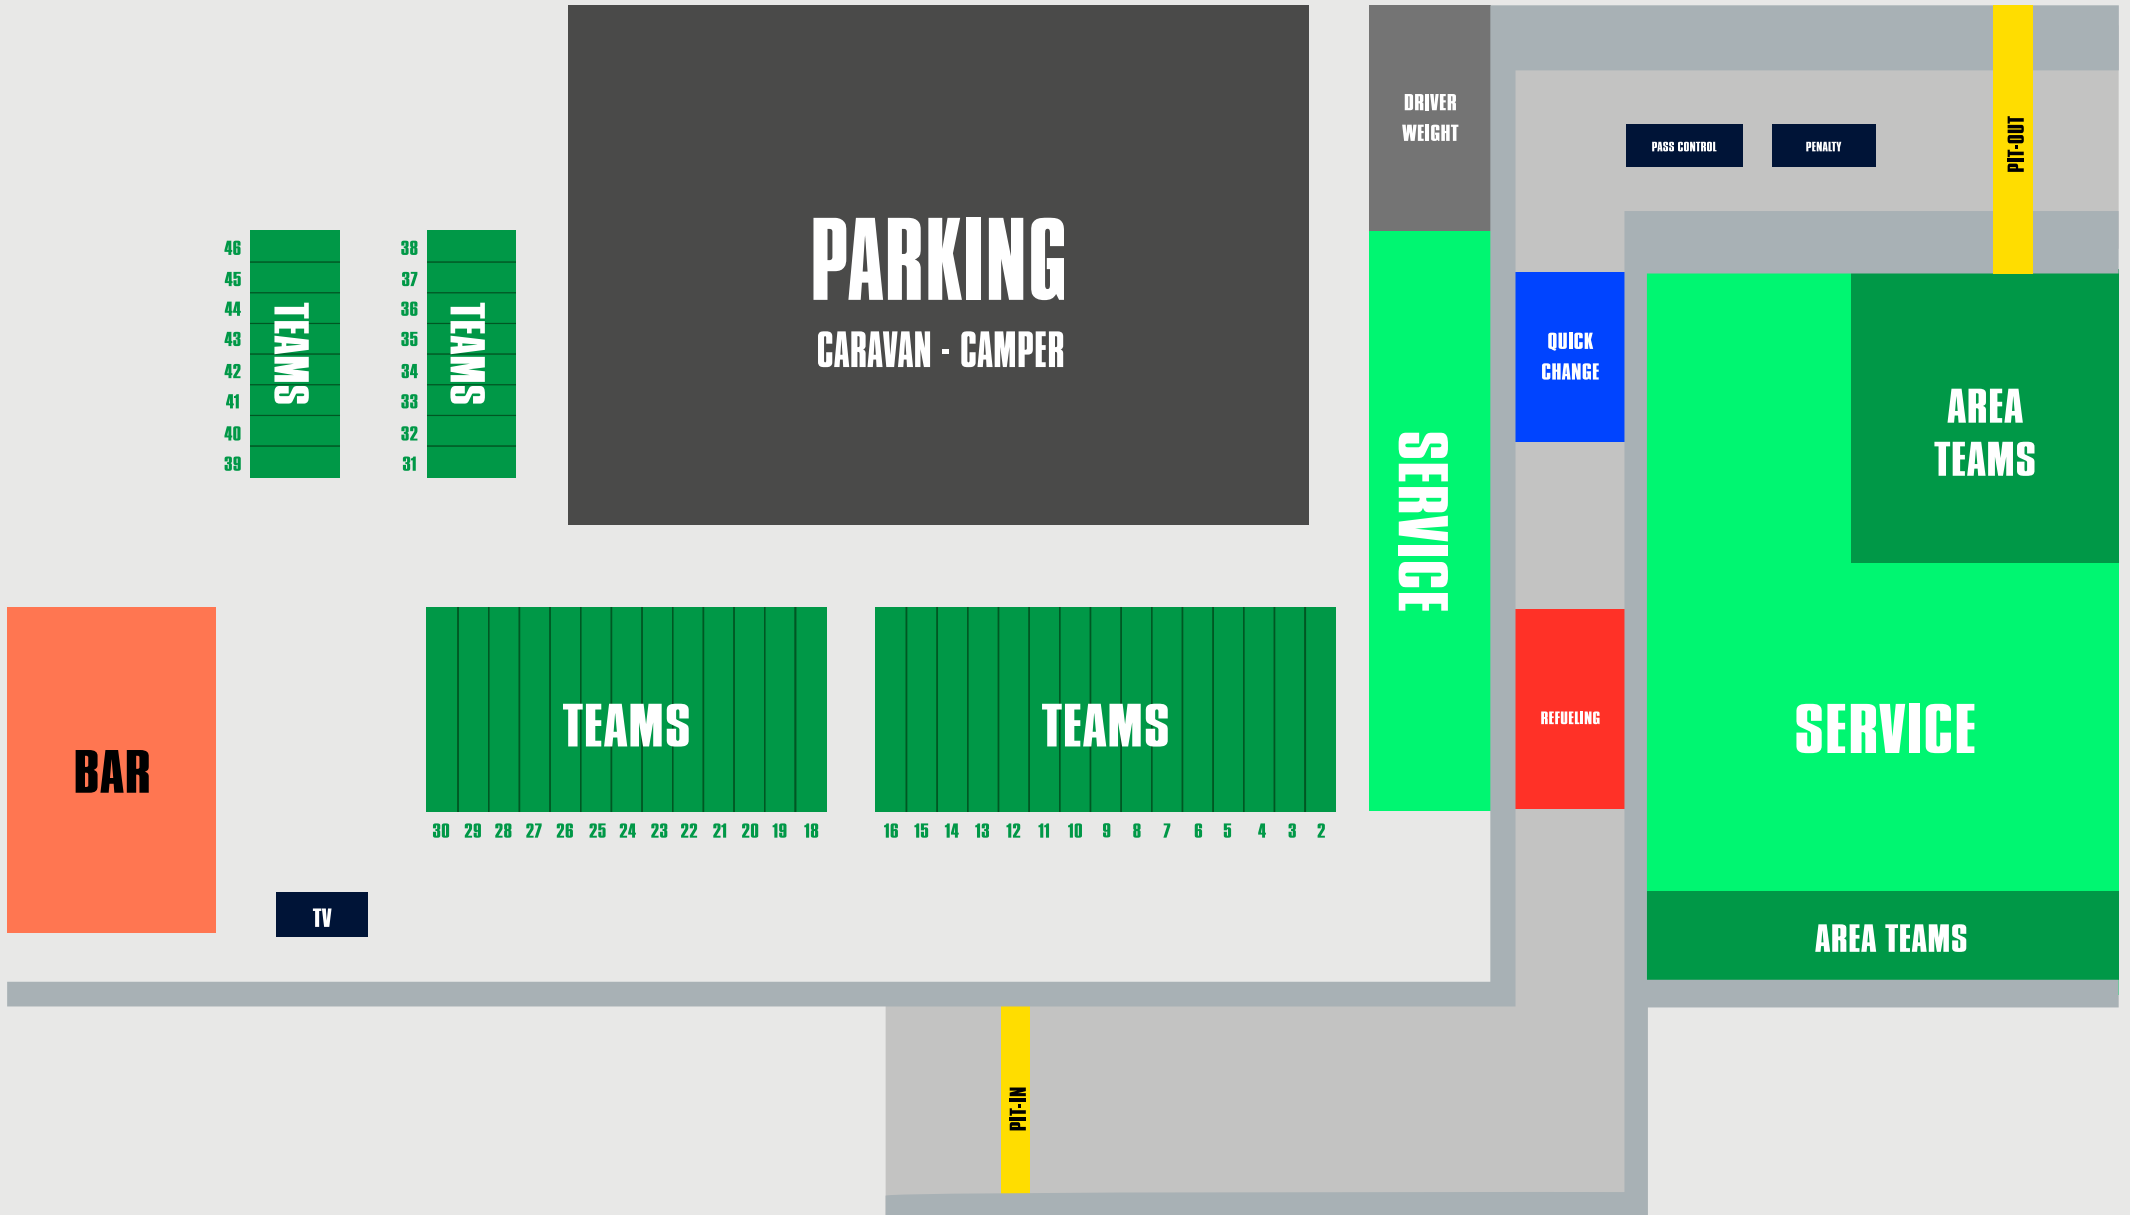 DRIVER
WEIGHT
PASS CONTROL
PENALTY
PIT-OUT
PARKING
CARAVAN - CAMPER
46
45
44
43
42
41
40
39
TEAMS
38
37
36
35
34
33
32
31
TEAMS
SERVICE
QUICK
CHANGE
AREA
TEAMS
BAR
TEAMS
30 29 28 27 26 25 24 23 22 21 20 19 18
TEAMS
16 15 14 13 12 11 10 9 8 7 6 5 4 3 2
REFUELING
SERVICE
TV
AREA TEAMS
PIT-IN